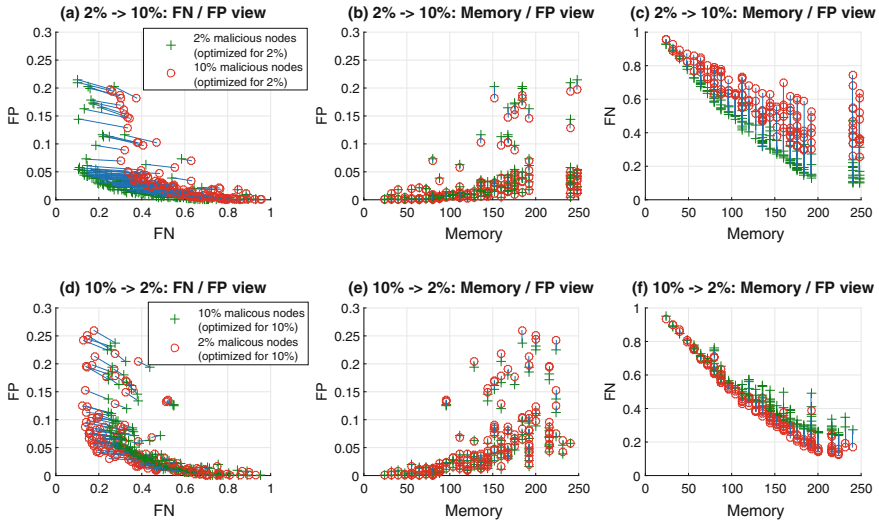 (a) 2% -> 10%: FN / FP view
(b) 2% -> 10%: Memory / FP view
(c) 2% -> 10%: Memory / FP view
0.3
0.25
0.2
0.15
0.1
0.05
0
FP
0
0.2
0.4
0.6
0.8
1
FN
2% malicious nodes
(optimized for 2%)
10% malicious nodes
(optimized for 2%)
0.3
0.25
0.2
0.15
0.1
0.05
0
FP
0
50
100
150
200
250
Memory
1
0.8
0.6
0.4
0.2
0
FN
0
50
100
150
200
250
Memory
(d) 10% -> 2%: FN / FP view
(e) 10% -> 2%: Memory / FP view
(f) 10% -> 2%: Memory / FP view
0.3
0.25
0.2
0.15
0.1
0.05
0
FP
0
0.2
0.4
0.6
0.8
1
FN
10% malicous nodes
(optimized for 10%)
2% malicious nodes
(optimized for 10%)
0.3
0.25
0.2
0.15
0.1
0.05
0
FP
0
50
100
150
200
250
Memory
1
0.8
0.6
0.4
0.2
0
FN
0
50
100
150
200
250
Memory